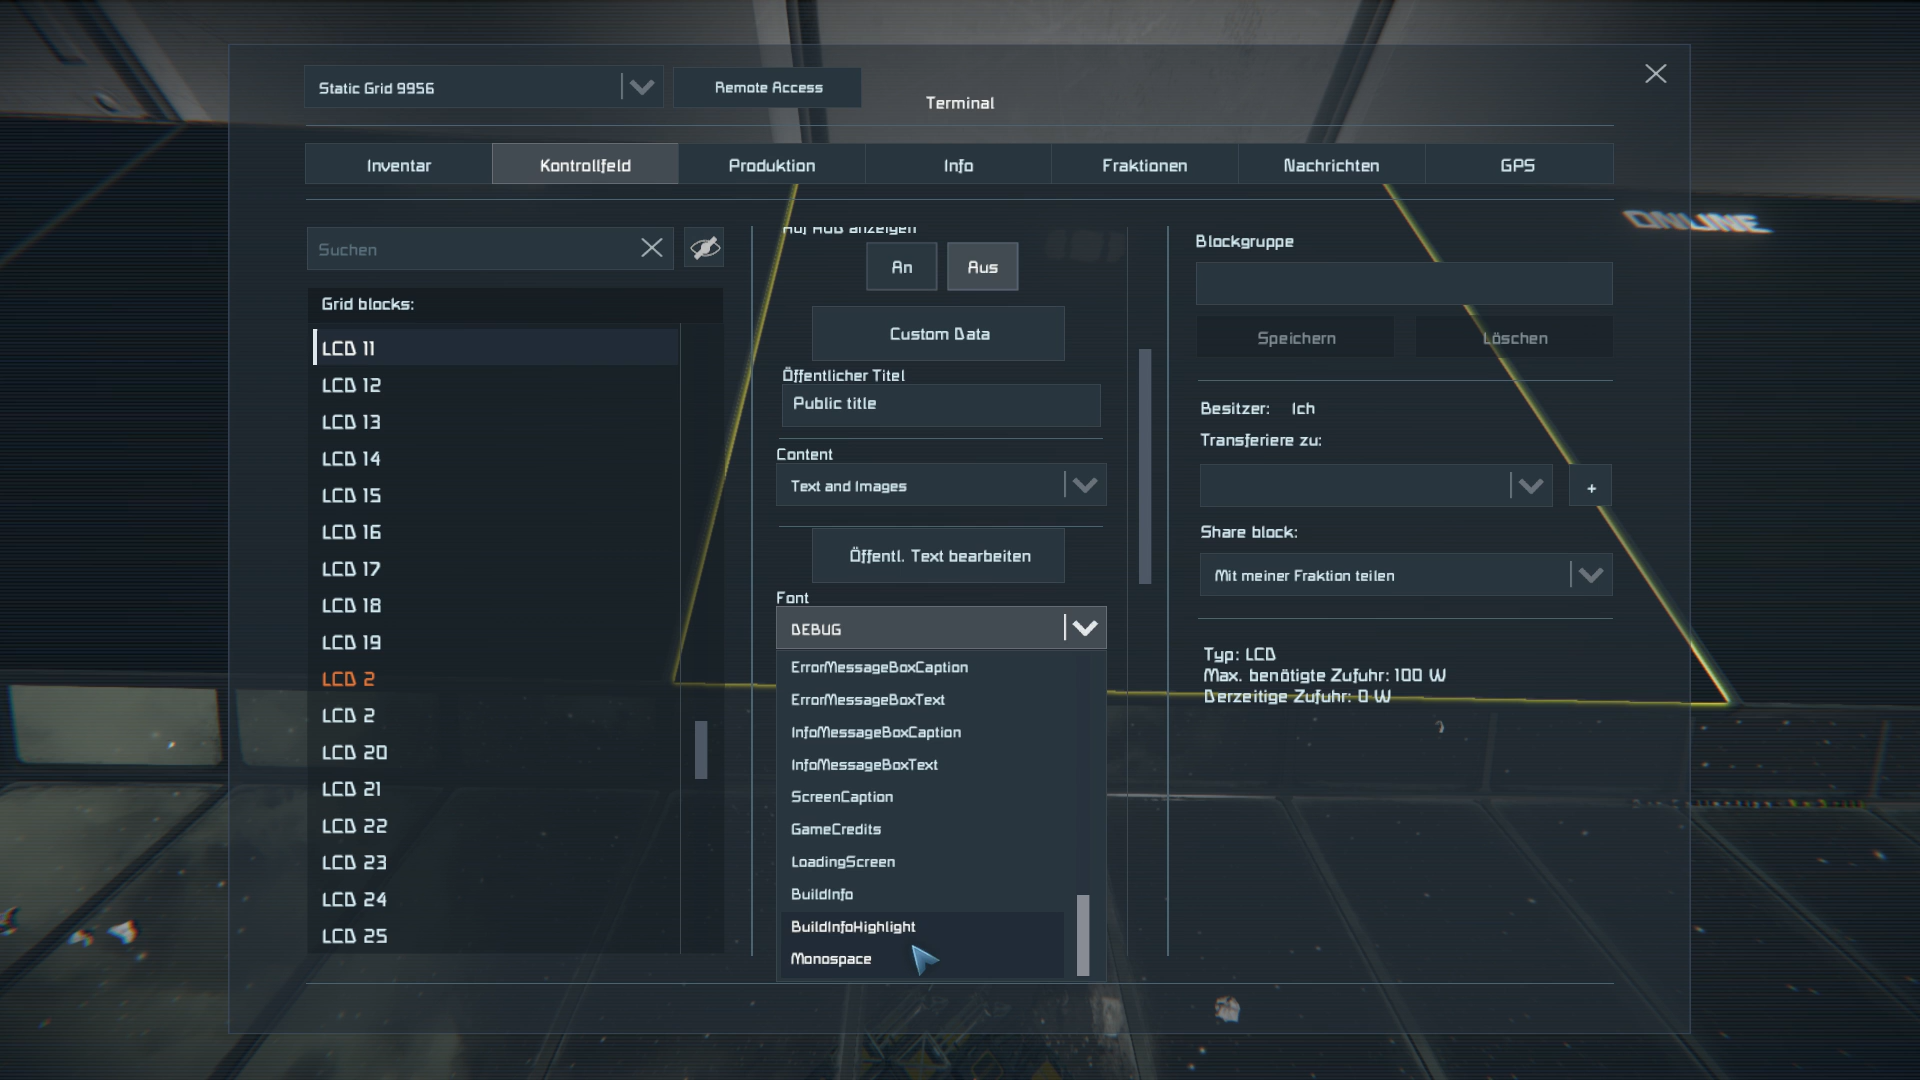 Static Grid 9956
Remote Access
Terminal
Inventar
Kontrollfeld
Produktion
Info
Fraktionen
Nachrichten
GPS
ONLINE
Suchen
Grid blocks:
LCD 11
LCD 12
LCD 13
LCD 14
LCD 15
LCD 16
LCD 17
LCD 18
LCD 19
LCD 2
LCD 2
LCD 20
LCD 21
LCD 22
LCD 23
LCD 24
LCD 25
Auf HUD anzeigen
An
Aus
Custom Data
Öffentlicher Titel
Public title
Content
Text and Images
Öffentl. Text bearbeiten
Font
DEBUG
ErrorMessageBoxCaption
ErrorMessageBoxText
InfoMessageBoxCaption
InfoMessageBoxText
ScreenCaption
GameCredits
LoadingScreen
BuildInfo
BuildInfoHighlight
Monospace
Blockgruppe
Speichern
Löschen
Besitzer: Ich
Transferiere zu:
+
Share block:
Mit meiner Fraktion teilen
Typ: LCD
Max. benötigte Zufuhr: 100 W
Derzeitige Zufuhr: 0 W